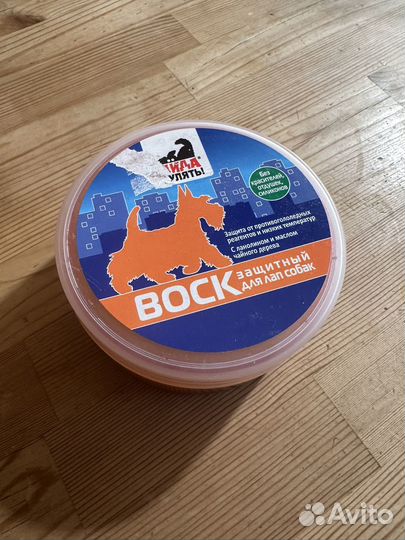 УЛЯТЬ!
Без
красителей,
отдушек,
силиконов
Защита от противогололедных
реагентов и низких температур
С ланолином и маслом
чайного дерева
ВОСК
защитный
для лап собак
Avito